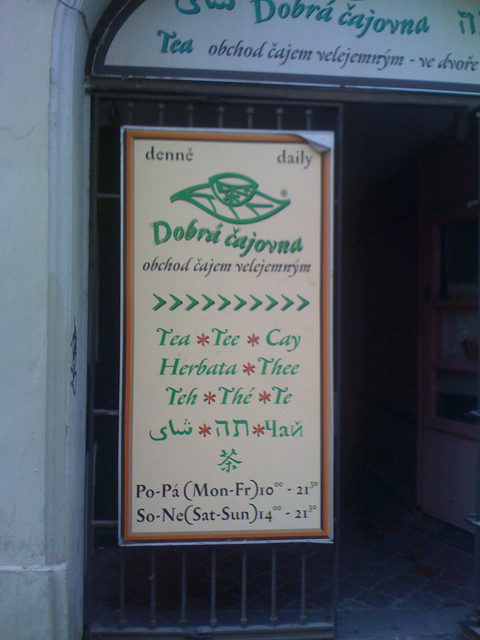 شاى Dobrá čajovna
Tea obchod čajem velejemným - ve dvoře
denně daily
®
Dobrá čajovna
obchod čajem velejemným
>>>>>>>>>>
Tea * Tee * Cay
Herbata * Thee
Teh * Thé * Te
شاى * תה * Чай
茶
Po-Pá (Mon-Fr) 10⁰⁰ - 21³⁰
So-Ne (Sat-Sun) 14⁰⁰ - 21³⁰